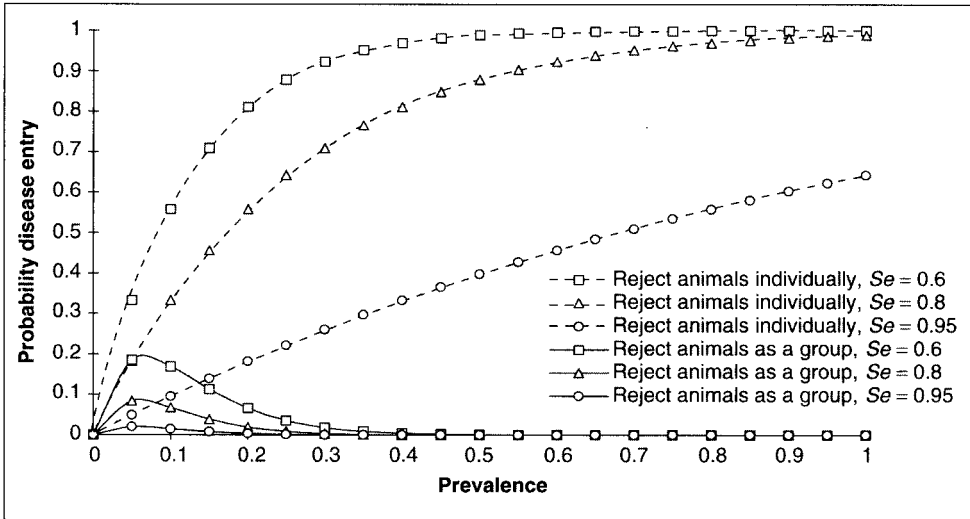 Probability disease entry
1
0.9
0.8
0.7
0.6
0.5
0.4
0.3
0.2
0.1
0
Reject animals individually, Se = 0.6
Reject animals individually, Se = 0.8
Reject animals individually, Se = 0.95
Reject animals as a group, Se = 0.6
Reject animals as a group, Se = 0.8
Reject animals as a group, Se = 0.95
0 0.1 0.2 0.3 0.4 0.5 0.6 0.7 0.8 0.9 1
Prevalence